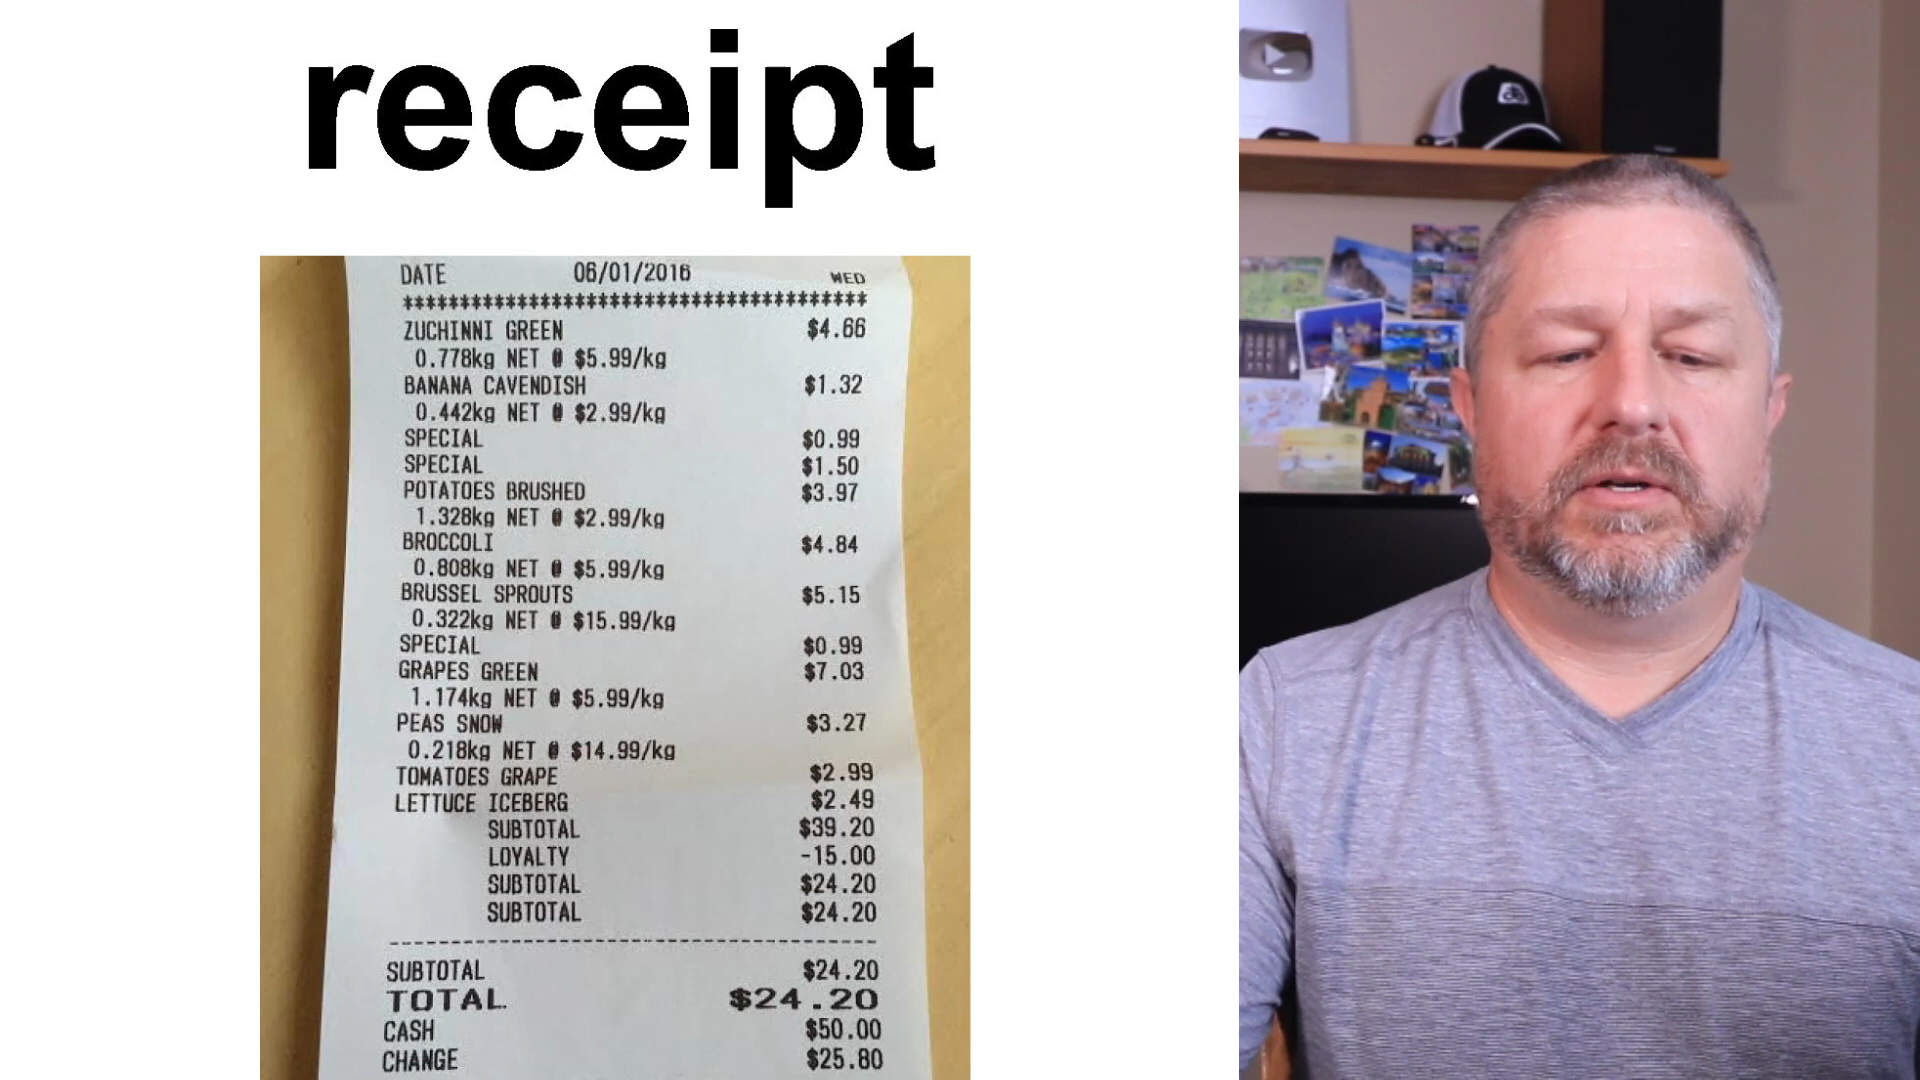 receipt
DATE 06/01/2016 WED
****************************************
ZUCHINNI GREEN $4.66
0.778kg NET @ $5.99/kg
BANANA CAVENDISH $1.32
0.442kg NET @ $2.99/kg
SPECIAL $0.99
SPECIAL $1.50
POTATOES BRUSHED $3.97
1.328kg NET @ $2.99/kg
BROCCOLI $4.84
0.808kg NET @ $5.99/kg
BRUSSEL SPROUTS $5.15
0.322kg NET @ $15.99/kg
SPECIAL $0.99
GRAPES GREEN $7.03
1.174kg NET @ $5.99/kg
PEAS SNOW $3.27
0.218kg NET @ $14.99/kg
TOMATOES GRAPE $2.99
LETTUCE ICEBERG $2.49
SUBTOTAL $39.20
LOYALTY -15.00
SUBTOTAL $24.20
SUBTOTAL $24.20
SUBTOTAL $24.20
TOTAL $24.20
CASH $50.00
CHANGE $25.80